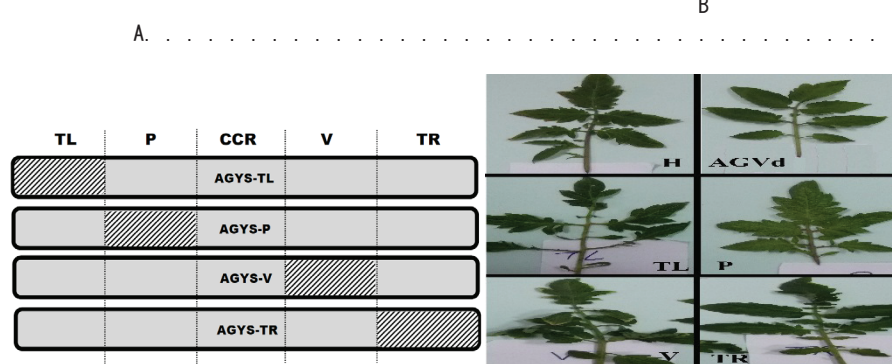 B
A. . . . . . . . . . . . . . . . . . . . . . . . . . . . . . . . . . .
TL P CCR V TR
AGYS-TL
AGYS-P
AGYS-V
AGYS-TR
H AGVd
TL P
V TR